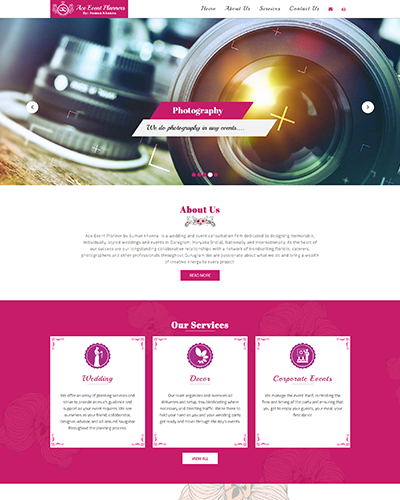 Ace Event Planners
By: Suman Khanna
Home About Us Services Contact Us
Photography
We do photography in any events....
About Us
Ace Event Planner By Suman Khanna, is a wedding and event consultation firm dedicated to designing memorable,
individually styled weddings and events in Gurugram, Haryana (India), Nationally and Internationally. At the heart of
our success are our longstanding collaborative relationships with a network of trendsetting florists, caterers,
photographers and other professionals throughout Gurugram. We are passionate about what we do and bring a wealth
of creative energy to every project.
READ MORE
Our Services
Wedding
We offer an array of planning services and
strive to provide as much guidance and
support as your event requires. We are
ourselves as your friend, collaborator,
designer, advisor, and all-around navigator
throughout the planning process.
Decor
Our team organizes and oversees all
deliveries and setup, troubleshooting where
necessary and directing traffic. We're there to
hold your hand as you and your wedding party
get ready and finish through the day's events.
Corporate Events
We manage the event itself, controlling the
flow and timing of the party and ensuring that
you get to enjoy your guests, your meal, your
first dance
VIEW ALL